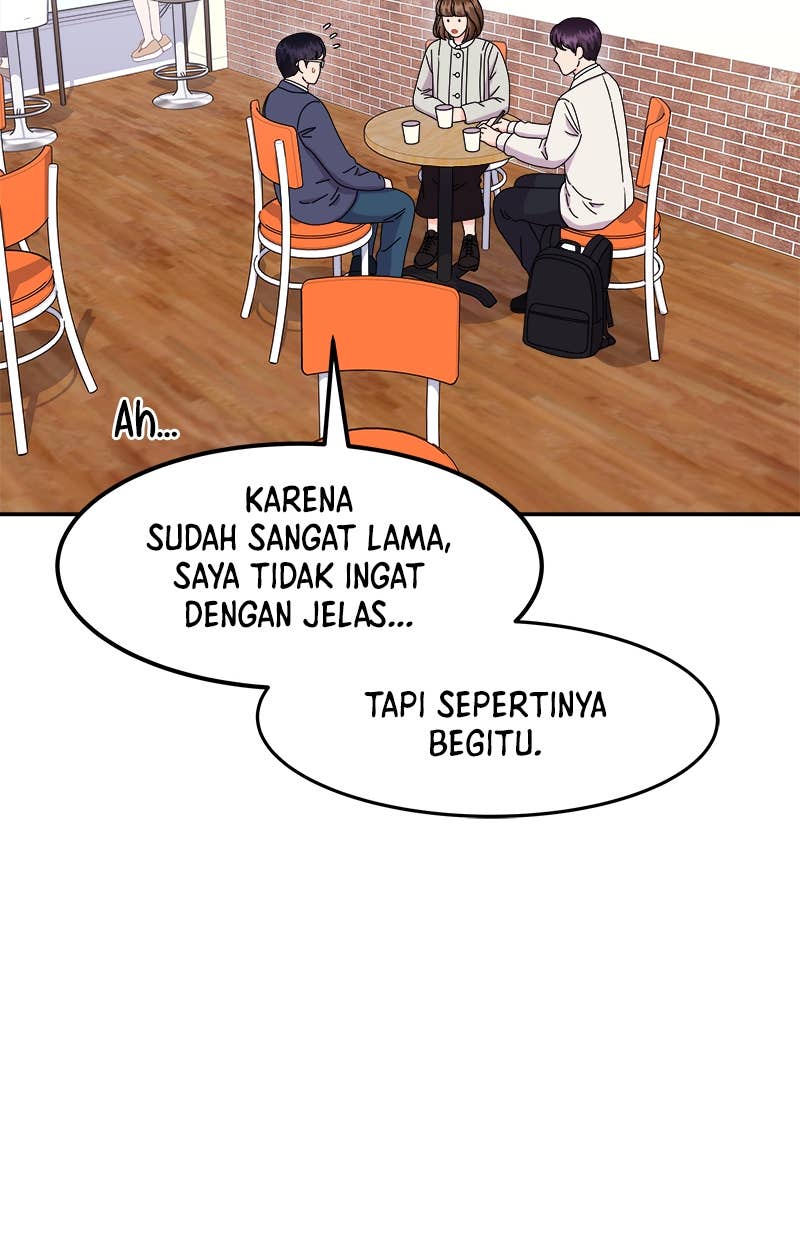 Ah...
KARENA
SUDAH SANGAT LAMA,
SAYA TIDAK INGAT
DENGAN JELAS...
TAPI SEPERTINYA
BEGITU.